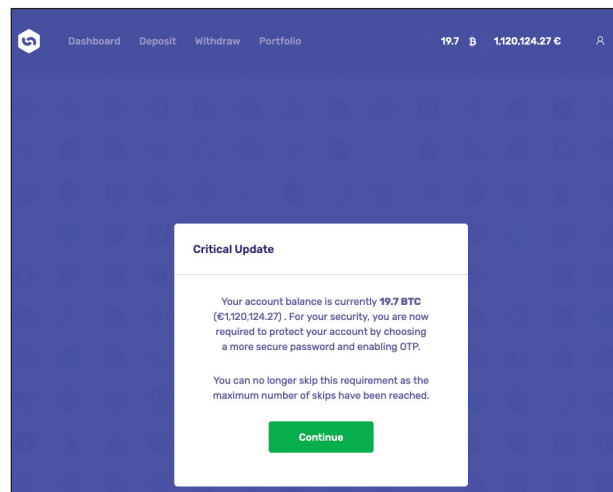 Dashboard Deposit Withdraw Portfolio 19.7 ₿ 1,120,124.27 €
Critical Update
Your account balance is currently 19.7 BTC
(€1,120,124.27) . For your security, you are now
required to protect your account by choosing
a more secure password and enabling OTP.
You can no longer skip this requirement as the
maximum number of skips have been reached.
Continue